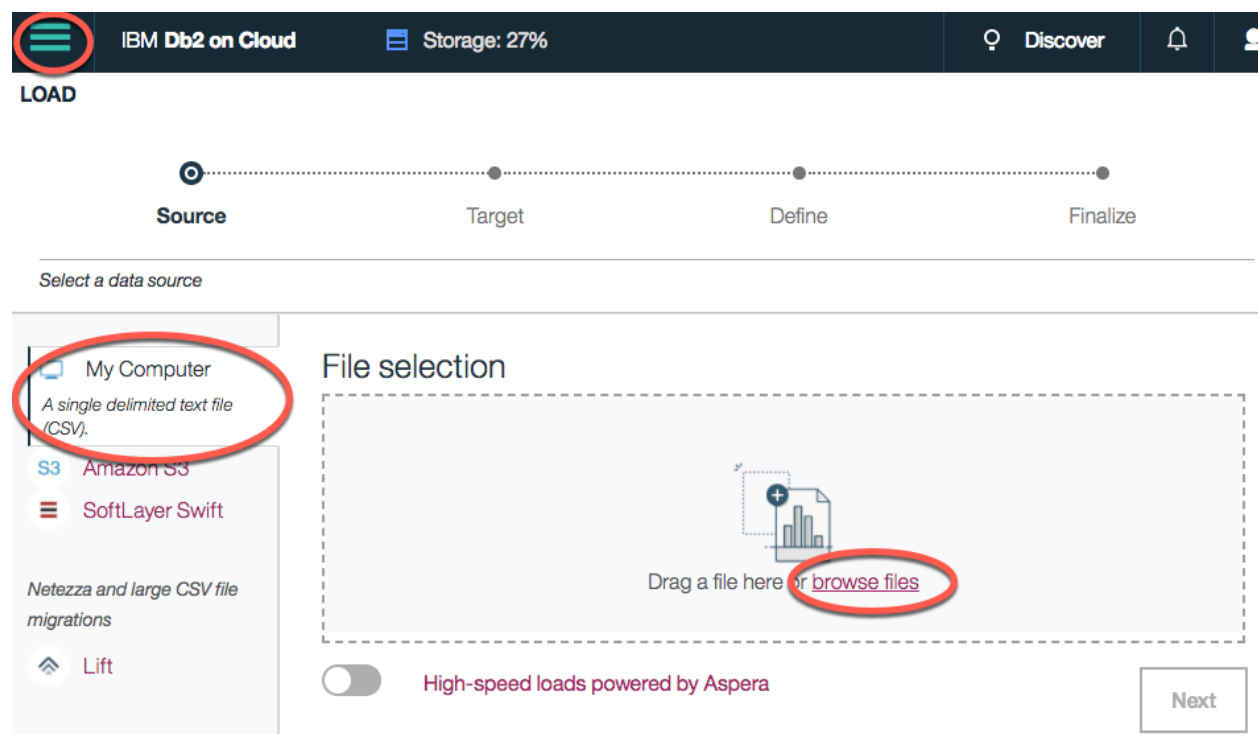 IBM Db2 on Cloud
Storage: 27%
Discover
LOAD
Source
Target
Define
Finalize
Select a data source
My Computer
A single delimited text file
(CSV).
S3 Amazon S3
SoftLayer Swift
Netezza and large CSV file
migrations
Lift
File selection
Drag a file here or browse files
High-speed loads powered by Aspera
Next